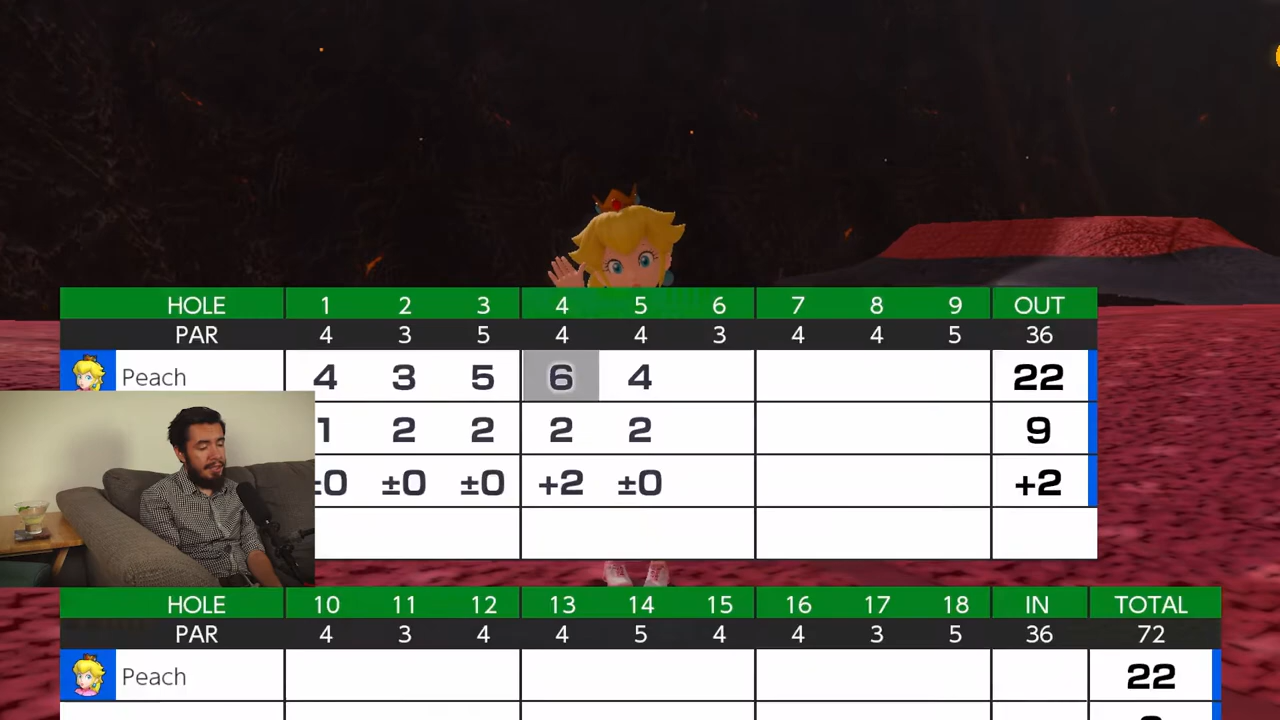 HOLE 1 2 3 4 5 6 7 8 9 OUT
PAR 4 3 5 4 4 3 4 4 5 36
Peach 4 3 5 6 4 22
1 2 2 2 2 9
±0 ±0 ±0 +2 ±0 +2
HOLE 10 11 12 13 14 15 16 17 18 IN TOTAL
PAR 4 3 4 4 5 4 4 3 5 36 72
Peach 22